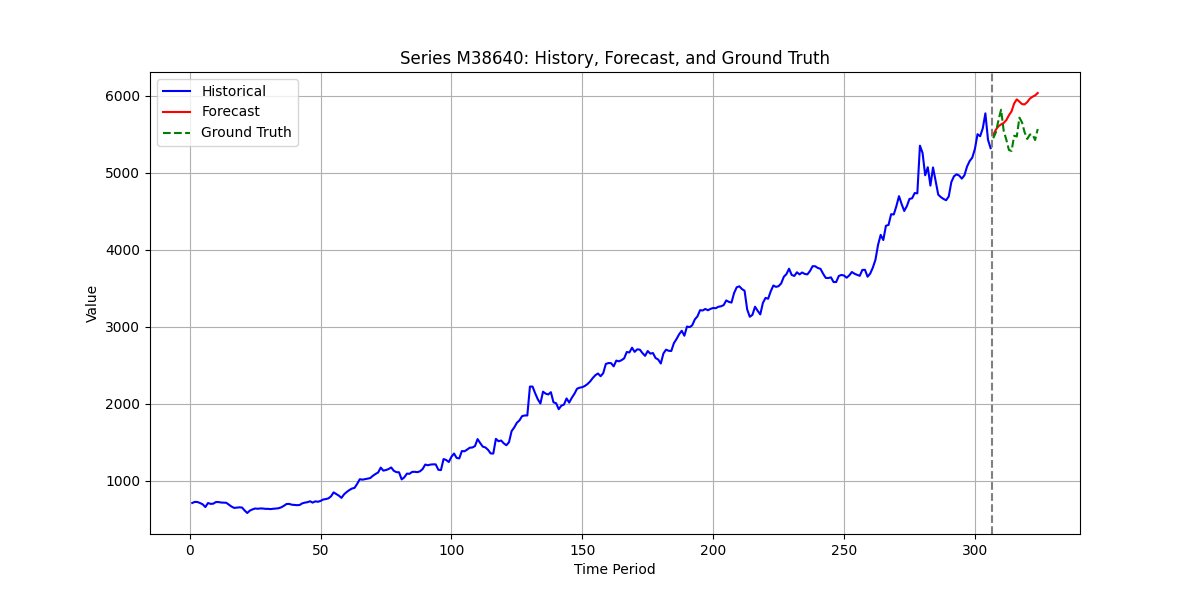 Series M38640: History, Forecast, and Ground Truth
Historical
Forecast
Ground Truth
6000
5000
4000
3000
2000
1000
Value
0
50
100
150
200
250
300
Time Period